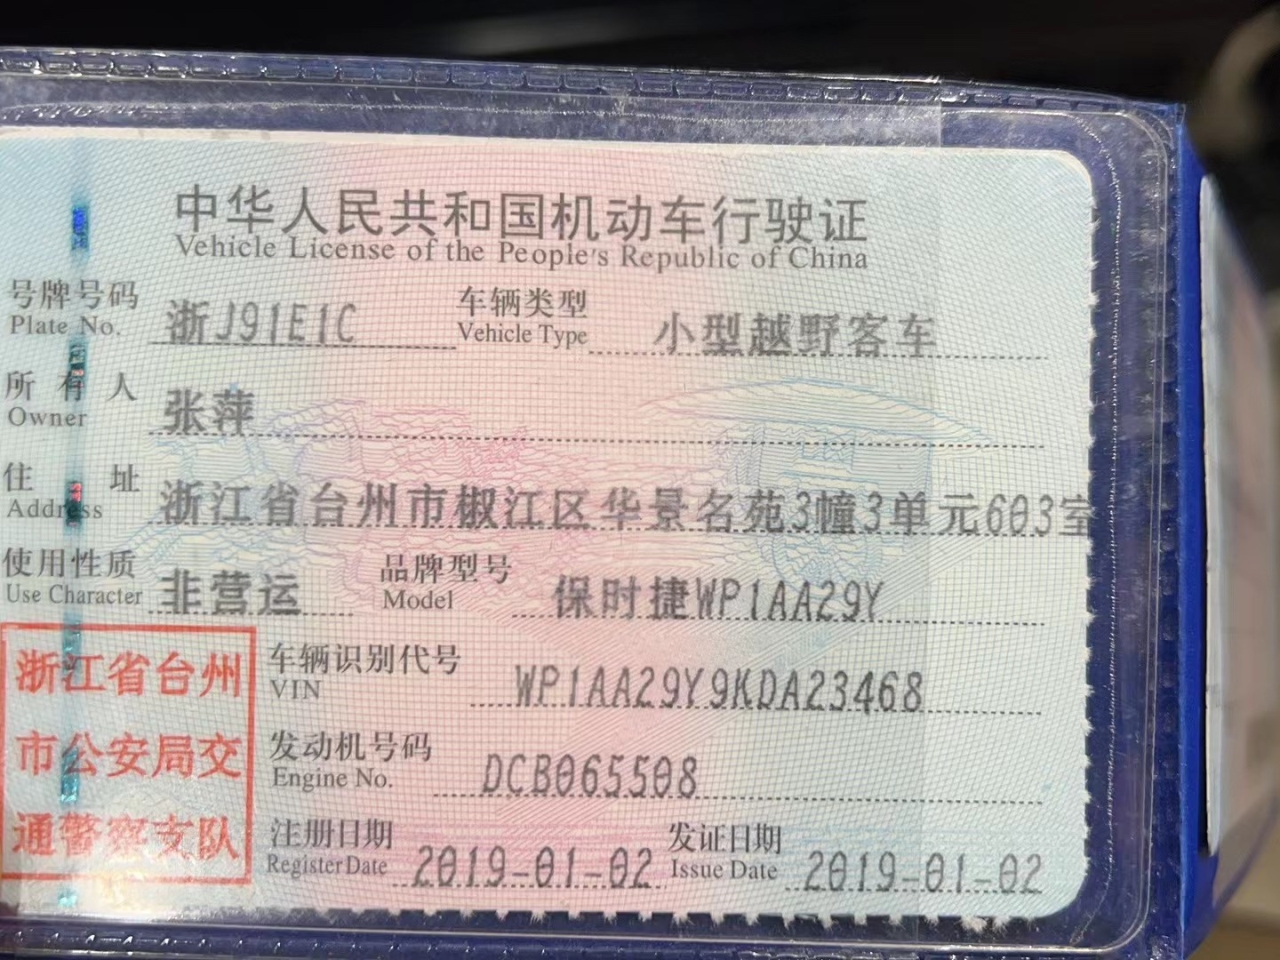 中华人民共和国机动车行驶证
Vehicle License of the People's Republic of China
号牌号码 浙J91E1C 车辆类型 小型越野客车
Plate No. Vehicle Type
所有人 张萍
Owner
住址 浙江省台州市椒江区华景名苑3幢3单元603室
Address
使用性质 非营运 品牌型号 保时捷WP1AA29Y
Use Character Model
浙江省台州
市公安局交
通警察支队
车辆识别代号 WP1AA29Y9KDA23468
VIN
发动机号码 DCB065508
Engine No.
注册日期 2019-01-02 发证日期 2019-01-02
Register Date Issue Date